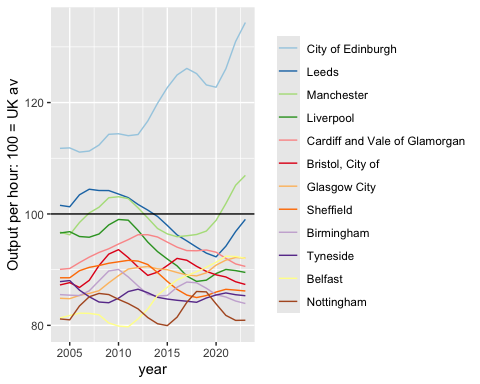 Output per hour: 100 = UK av
120
100
80
2005
2010
2015
2020
year
City of Edinburgh
Leeds
Manchester
Liverpool
Cardiff and Vale of Glamorgan
Bristol, City of
Glasgow City
Sheffield
Birmingham
Tyneside
Belfast
Nottingham